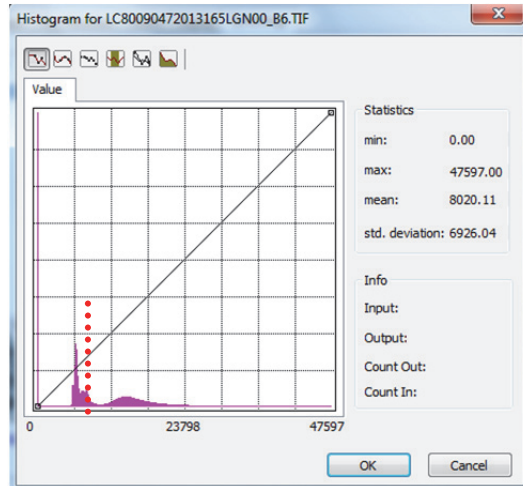 Histogram for LC80090472013165LGN00_B6.TIF
Value
Statistics
min: 0.00
max: 47597.00
mean: 8020.11
std. deviation: 6926.04
Info
Input:
Output:
Count Out:
Count In:
0 23798 47597
OK Cancel